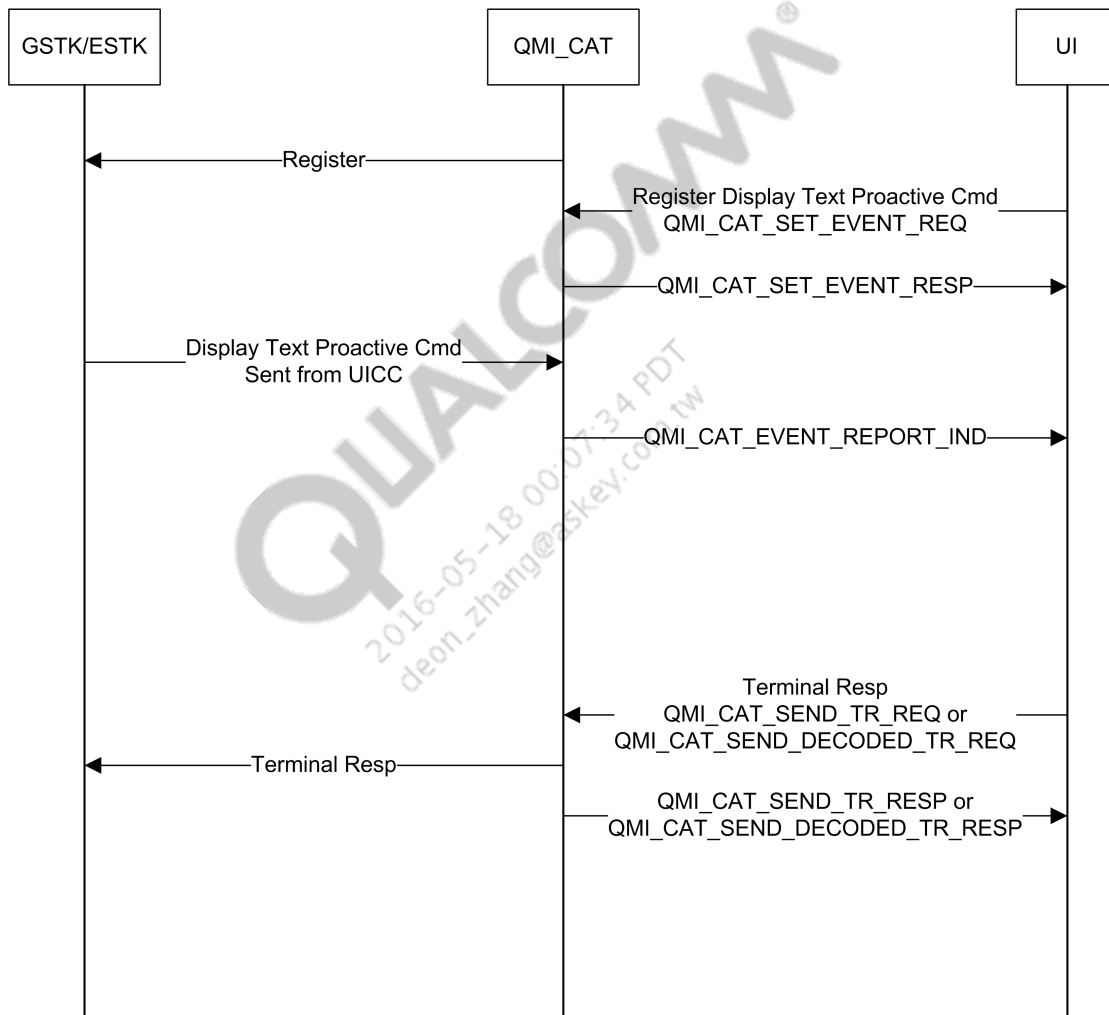 GSTK/ESTK
QMI_CAT
UI
Register
Register Display Text Proactive Cmd
QMI_CAT_SET_EVENT_REQ
QMI_CAT_SET_EVENT_RESP
Display Text Proactive Cmd
Sent from UICC
QMI_CAT_EVENT_REPORT_IND
Terminal Resp
QMI_CAT_SEND_TR_REQ or
QMI_CAT_SEND_DECODED_TR_REQ
Terminal Resp
QMI_CAT_SEND_TR_RESP or
QMI_CAT_SEND_DECODED_TR_RESP
QUALCOMM®
2016-05-18 00:07:34 PDT
deon_zhang@askey.com.tw